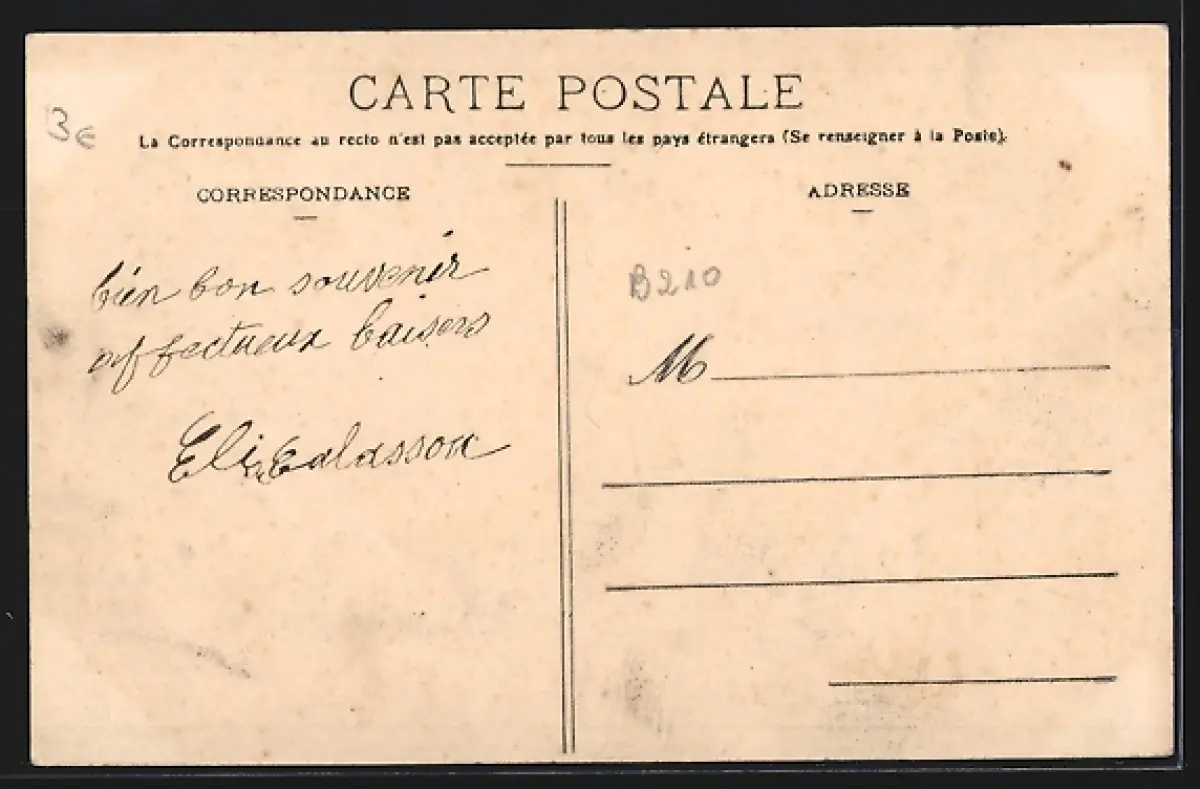 CARTE POSTALE
3€
La Correspondance au recto n'est pas acceptée par tous les pays étrangers (Se renseigner à la Poste).
CORRESPONDANCE
bien bon souvenir
affectueux baisers
ADRESSE
B210
M